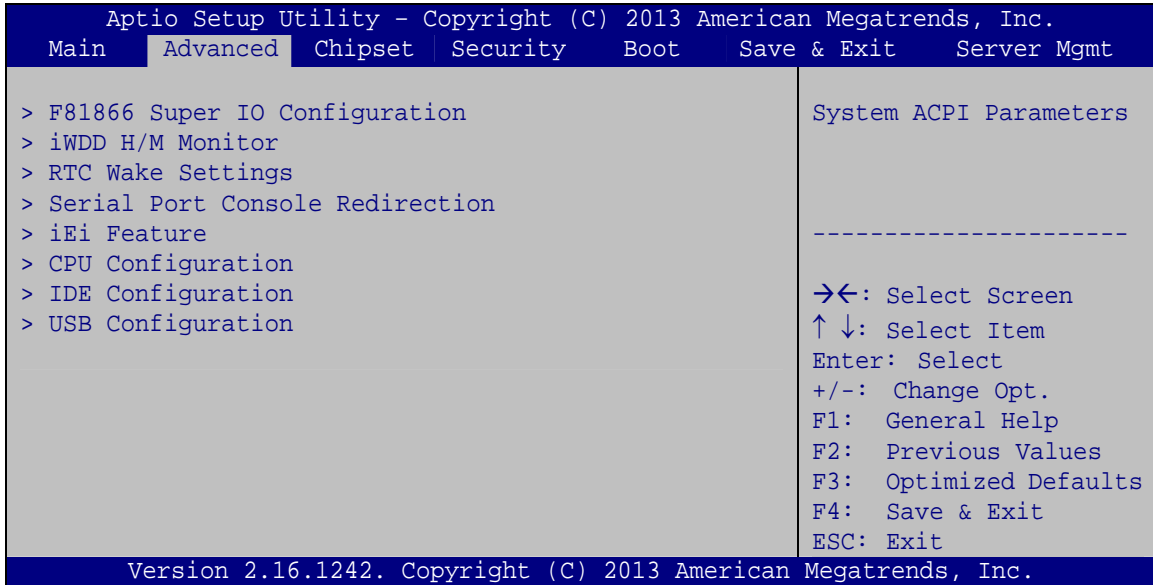 Aptio Setup Utility – Copyright (C) 2013 American Megatrends, Inc.
Main Advanced Chipset Security Boot Save & Exit Server Mgmt
> F81866 Super IO Configuration
> iWDD H/M Monitor
> RTC Wake Settings
> Serial Port Console Redirection
> iEi Feature
> CPU Configuration
> IDE Configuration
> USB Configuration
System ACPI Parameters
----------------------
→←: Select Screen
↑ ↓: Select Item
Enter: Select
+/-: Change Opt.
F1: General Help
F2: Previous Values
F3: Optimized Defaults
F4: Save & Exit
ESC: Exit
Version 2.16.1242. Copyright (C) 2013 American Megatrends, Inc.